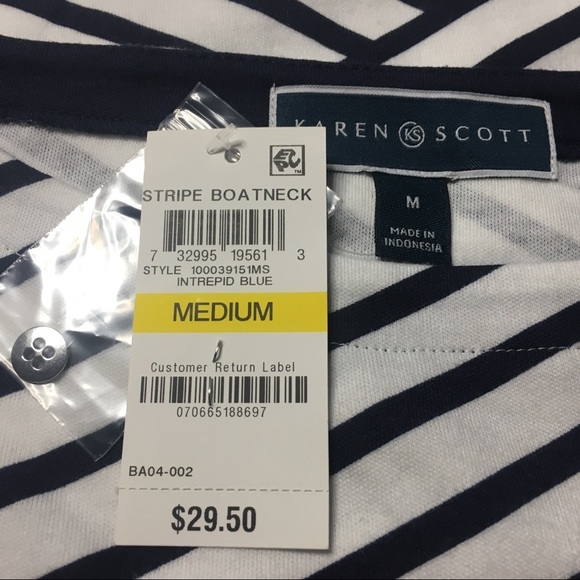 KAREN KS SCOTT
M
MADE IN
INDONESIA
EPC™
STRIPE BOATNECK
7 32995 19561 3
STYLE 100039151MS
INTREPID BLUE
MEDIUM
Customer Return Label
070665188697
BA04-002
$29.50